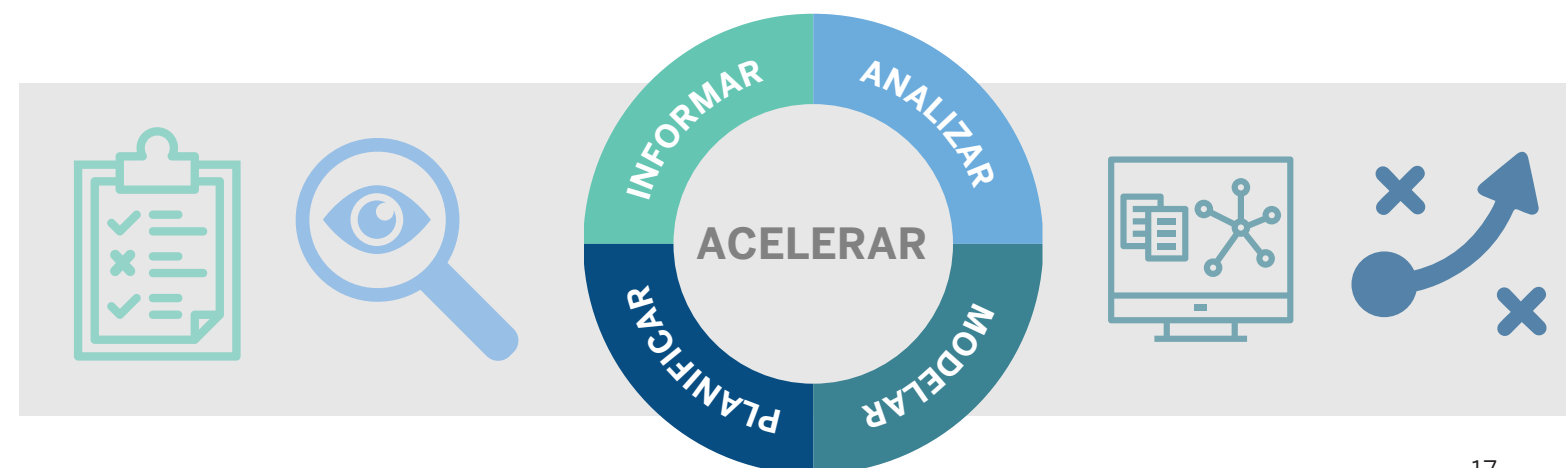 INFORMAR
ANALIZAR
ACELERAR
PLANIFICAR
MODELAR
17